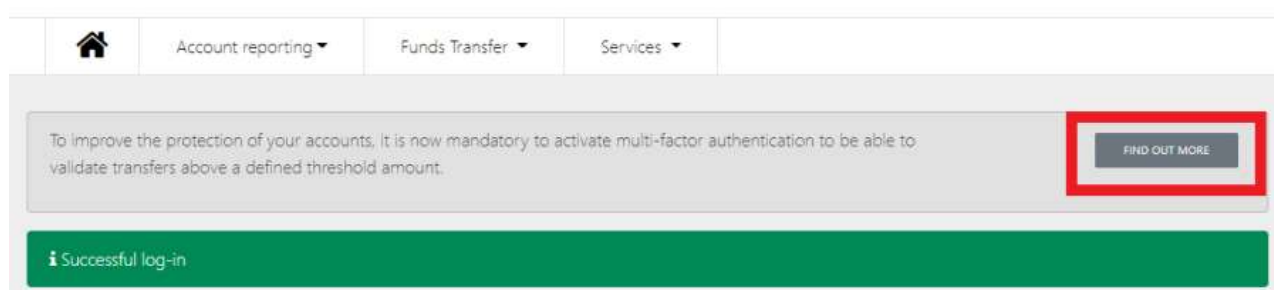 Account reporting
Funds Transfer
Services
To improve the protection of your accounts, it is now mandatory to activate multi-factor authentication to be able to
validate transfers above a defined threshold amount.
FIND OUT MORE
Successful log-in